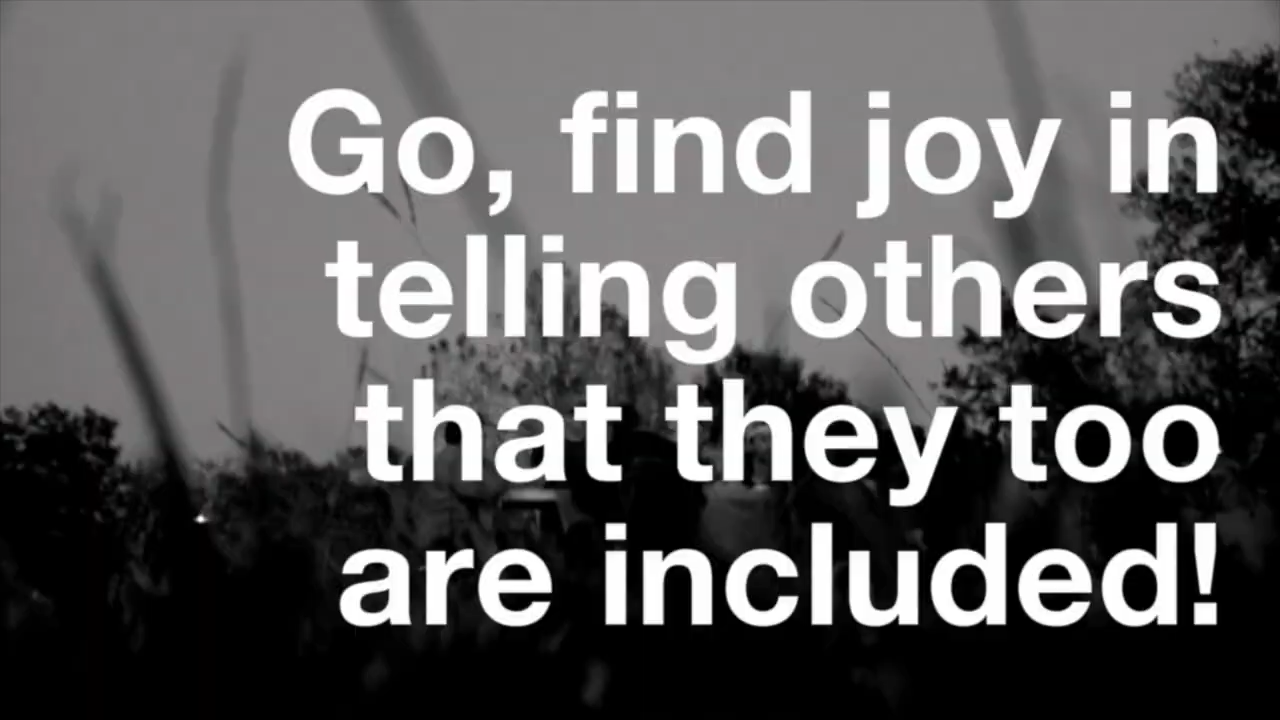 Go, find joy in
telling others
that they too
are included!